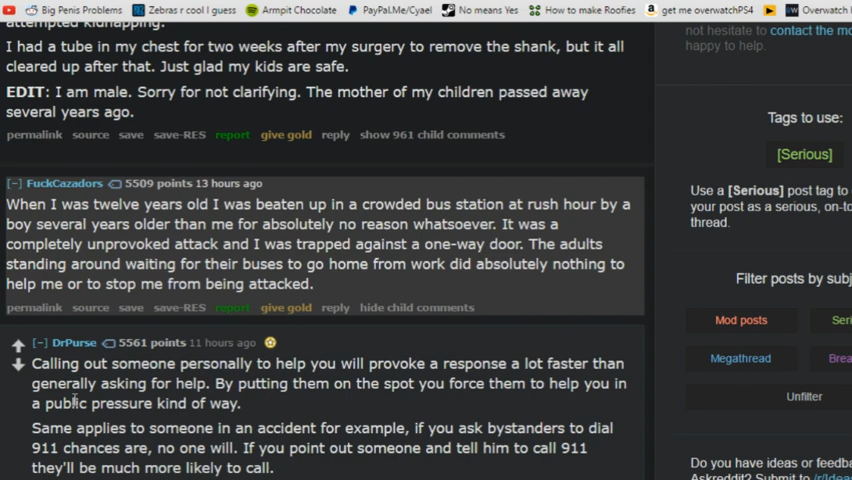 Big Penis Problems Zebras r cool I guess Armpit Chocolate PayPal.Me/Cyael No means Yes How to make Roofies get me overwatchPS4 Overwatch
attempted kidnapping.
I had a tube in my chest for two weeks after my surgery to remove the shank, but it all
cleared up after that. Just glad my kids are safe.
EDIT: I am male. Sorry for not clarifying. The mother of my children passed away
several years ago.
permalink source save save-RES report give gold reply show 961 child comments
[-] FuckCazadors 5509 points 13 hours ago
When I was twelve years old I was beaten up in a crowded bus station at rush hour by a
boy several years older than me for absolutely no reason whatsoever. It was a
completely unprovoked attack and I was trapped against a one-way door. The adults
standing around waiting for their buses to go home from work did absolutely nothing to
help me or to stop me from being attacked.
permalink source save save-RES report give gold reply hide child comments
[-] DrPurse 5561 points 11 hours ago
Calling out someone personally to help you will provoke a response a lot faster than
generally asking for help. By putting them on the spot you force them to help you in
a public pressure kind of way.
Same applies to someone in an accident for example, if you ask bystanders to dial
911 chances are, no one will. If you point out someone and tell him to call 911
they'll be much more likely to call.
not hesitate to contact the mo
happy to help.
Tags to use:
[Serious]
Use a [Serious] post tag to
your post as a serious, on-to
thread.
Filter posts by subj
Mod posts Seri
Megathread Brea
Unfilter
Do you have ideas or feedba
Askreddit? Submit to /r/Idea